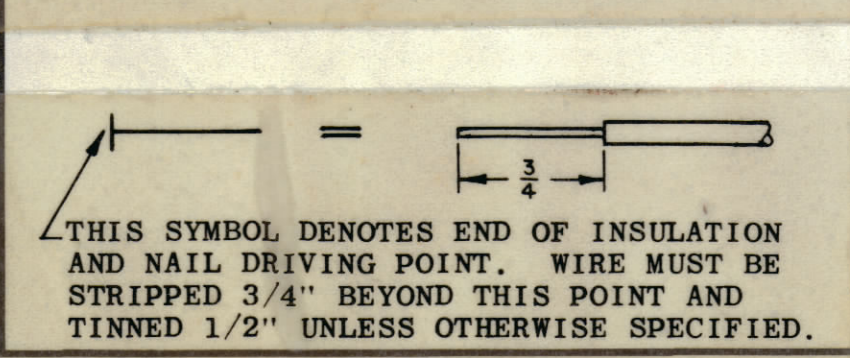 =
3/4
THIS SYMBOL DENOTES END OF INSULATION
AND NAIL DRIVING POINT. WIRE MUST BE
STRIPPED 3/4" BEYOND THIS POINT AND
TINNED 1/2" UNLESS OTHERWISE SPECIFIED.